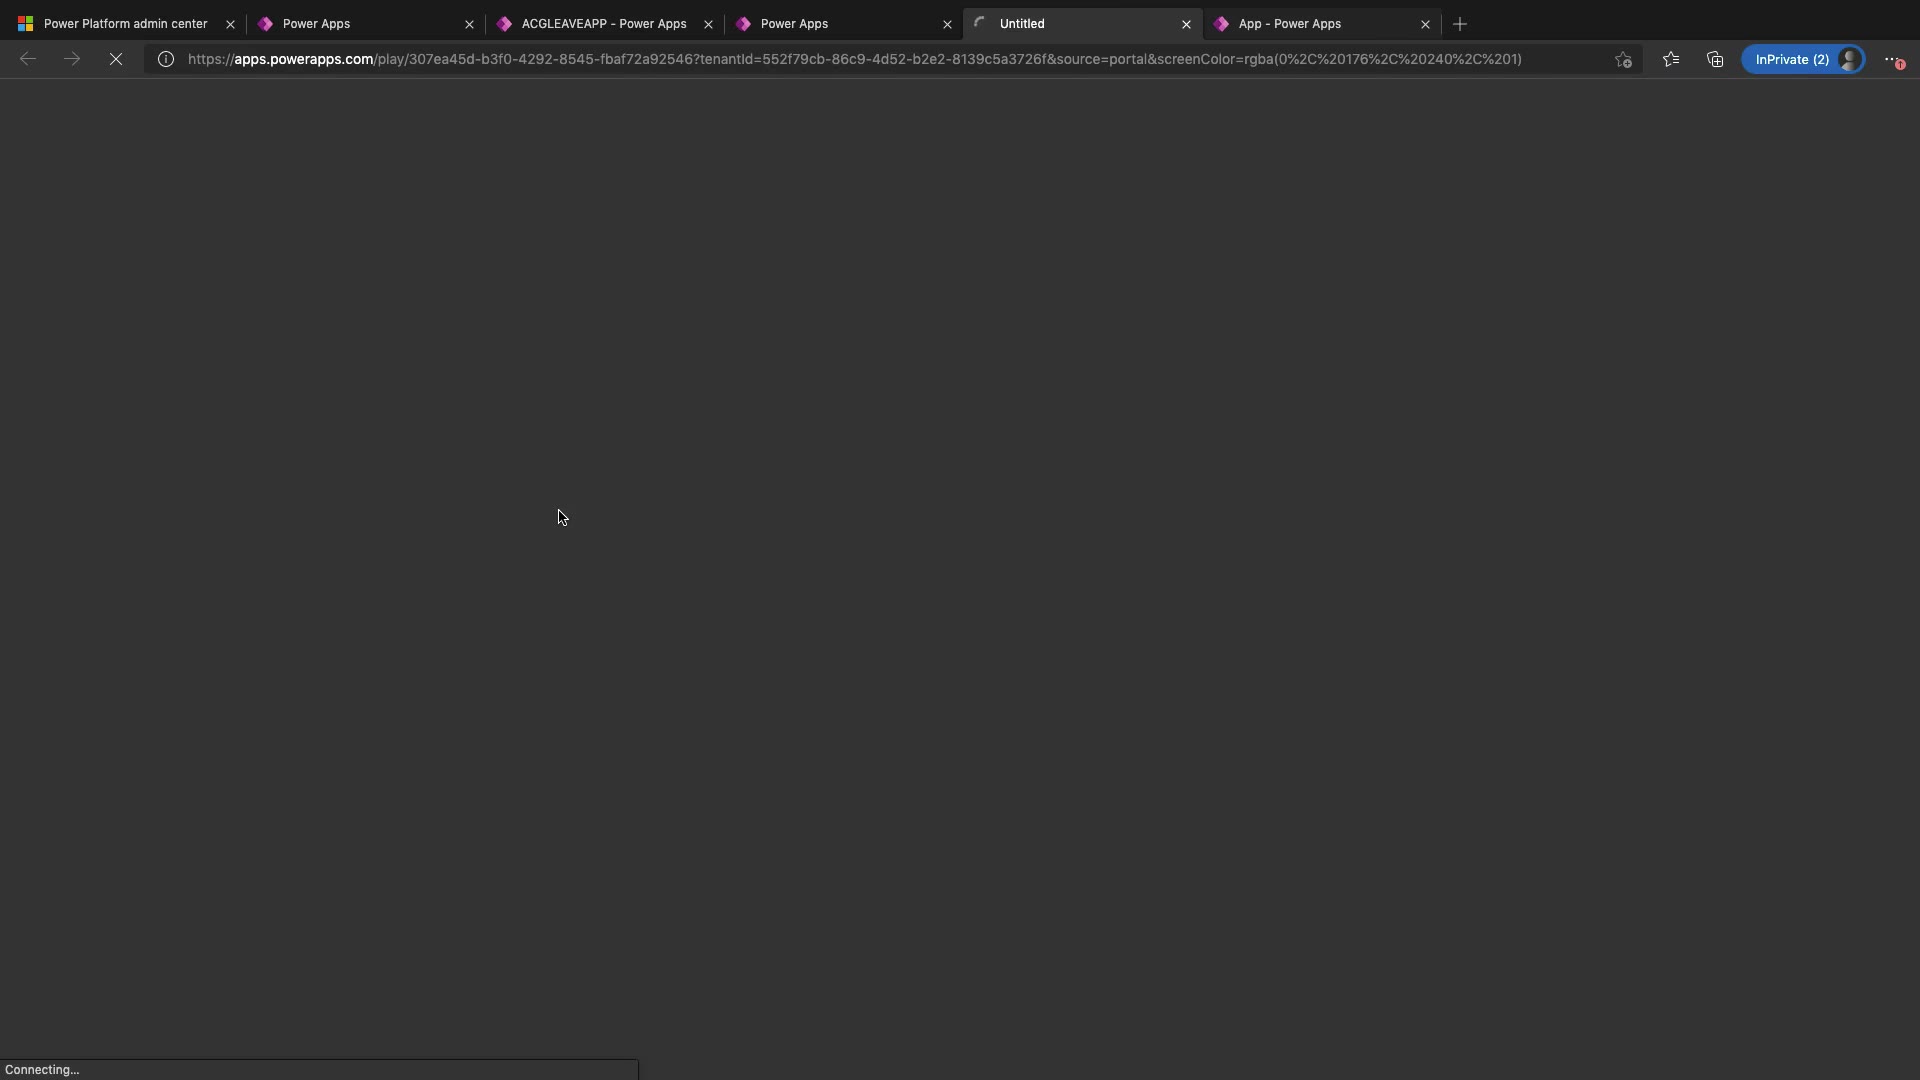 Power Platform admin center
Power Apps
ACGLEAVEAPP - Power Apps
Power Apps
Untitled
App - Power Apps
https://apps.powerapps.com/play/307ea45d-b3f0-4292-8545-fbaf72a92546?tenantId=552f79cb-86c9-4d52-b2e2-8139c5a3726f&source=portal&screenColor=rgba(0%2C%20176%2C%20240%2C%201)
InPrivate (2)
Connecting...